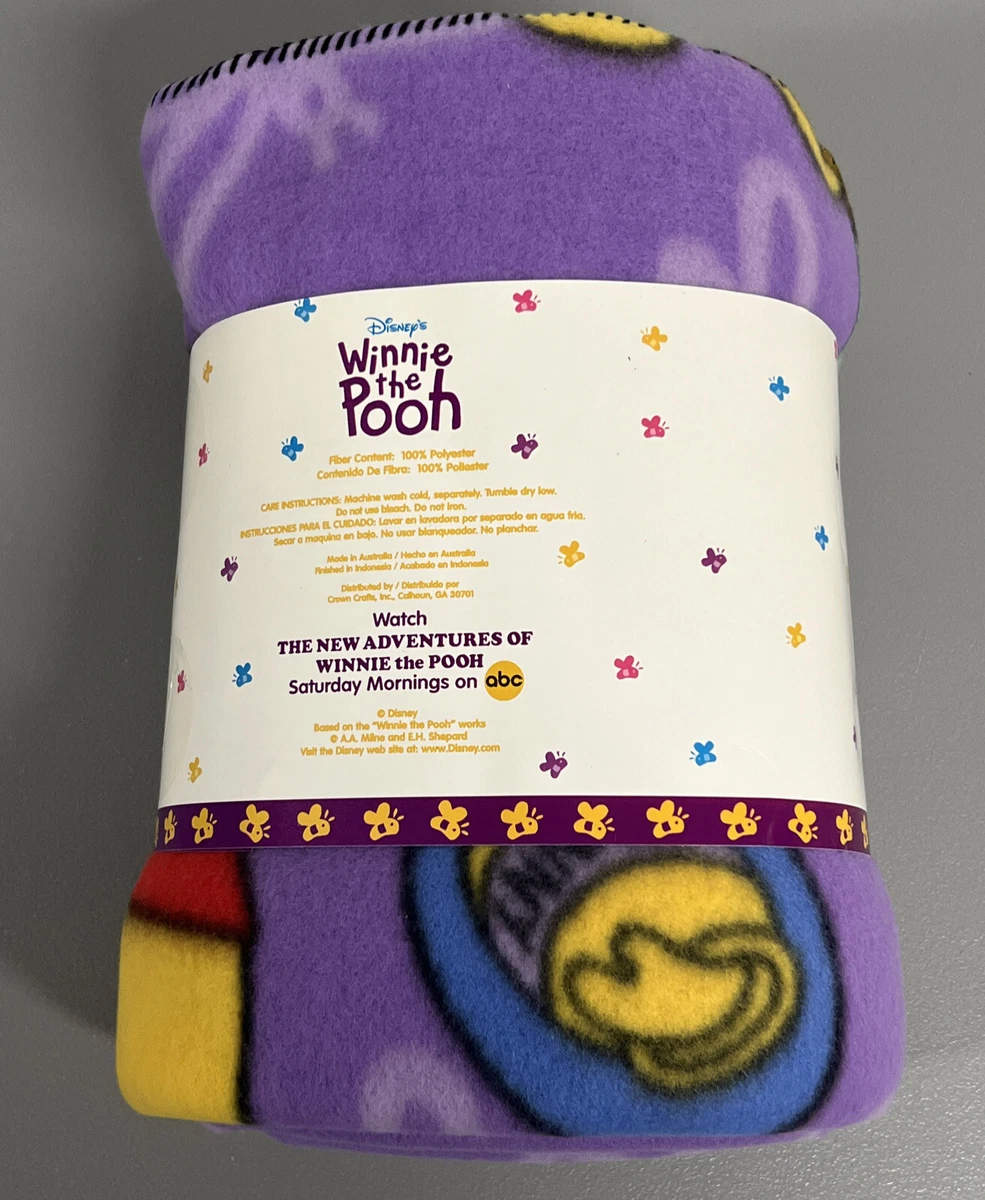 Disney's
Winnie
the
Pooh
Fiber Content: 100% Polyester
Contenido De Fibra: 100% Poliester
CARE INSTRUCTIONS: Machine wash cold, separately. Tumble dry low.
Do not use bleach. Do not iron.
INSTRUCCIONES PARA EL CUIDADO: Lavar en lavadora por separado en agua fria.
Secar a maquina en bajo. No usar blanqueador. No planchar.
Made in Australia / Hecho en Australia
Finished in Indonesia / Acabado en Indonesia
Distributed by / Distribuido por
Crown Crafts, Inc., Calhoun, GA 30701
Watch
THE NEW ADVENTURES OF
WINNIE the POOH
Saturday Mornings on abc
© Disney
Based on the "Winnie the Pooh" works
© A.A. Milne and E.H. Shepard
Visit the Disney web site at: www.Disney.com